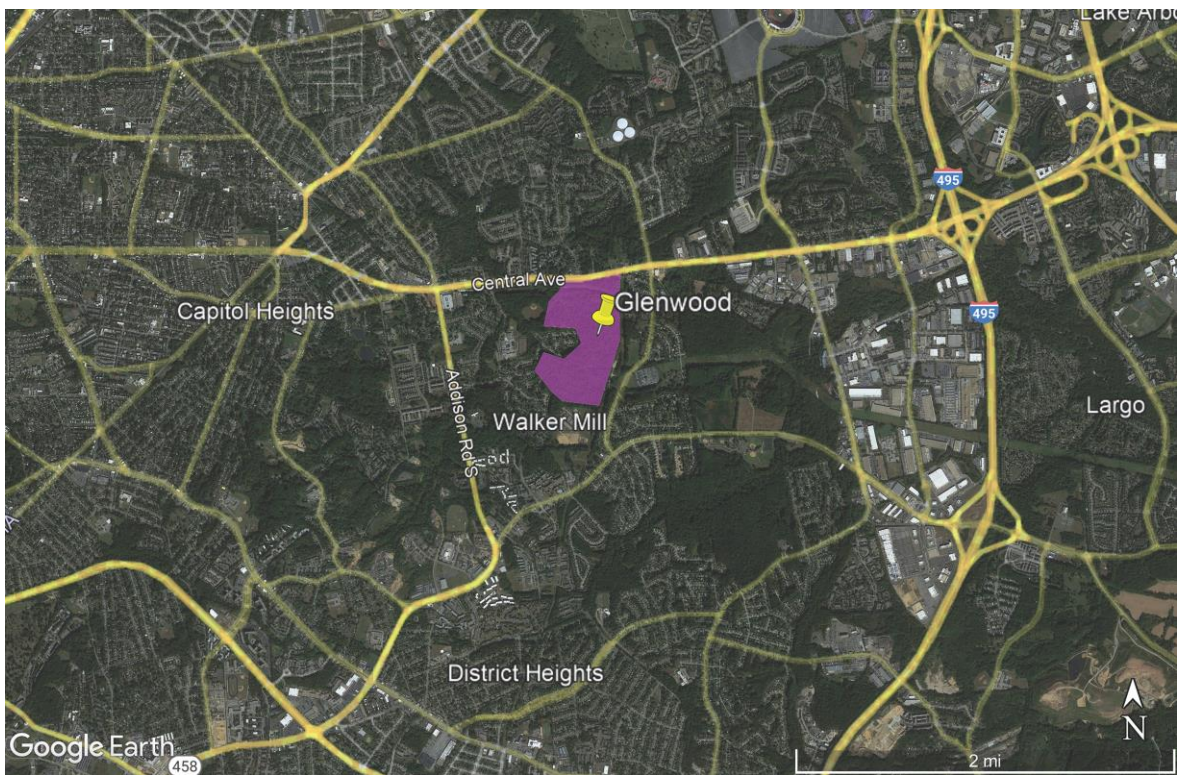 Lake Arbo
495
Central Ave
Glenwood
Capitol Heights
495
Addison Rd S
Largo
Walker Mill
District Heights
N
Google Earth
458
2 mi